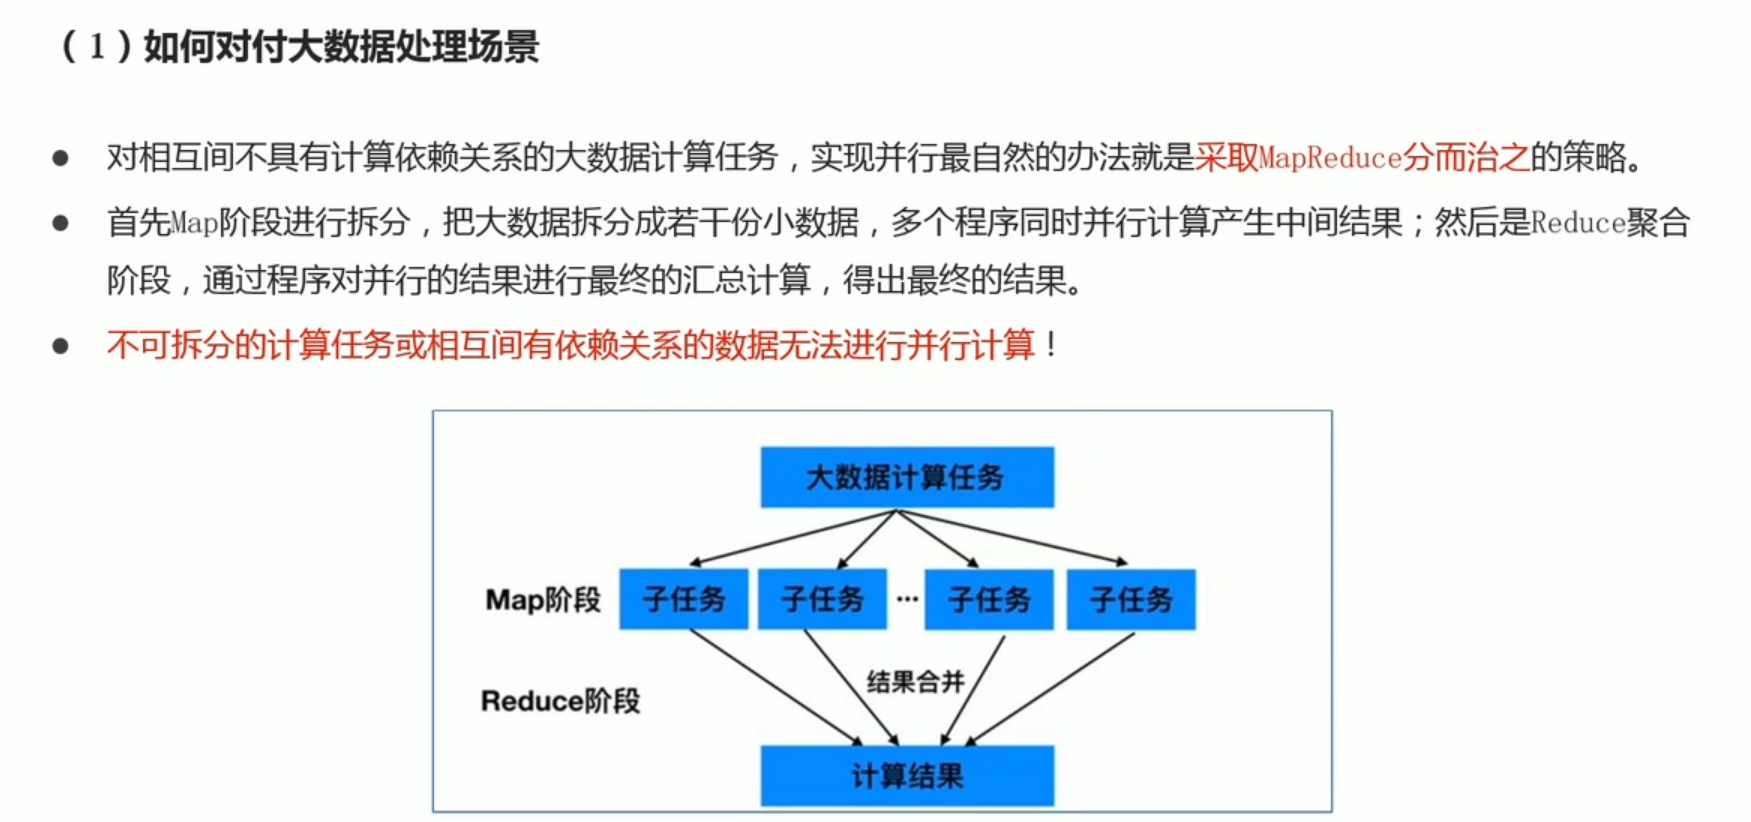 （1）如何对付大数据处理场景
● 对相互间不具有计算依赖关系的大数据计算任务，实现并行最自然的办法就是采取MapReduce分而治之的策略。
● 首先Map阶段进行拆分，把大数据拆分成若干份小数据，多个程序同时并行计算产生中间结果；然后是Reduce聚合
阶段，通过程序对并行的结果进行最终的汇总计算，得出最终的结果。
● 不可拆分的计算任务或相互间有依赖关系的数据无法进行并行计算！
大数据计算任务
Map阶段 子任务 子任务 ··· 子任务 子任务
结果合并
Reduce阶段
计算结果